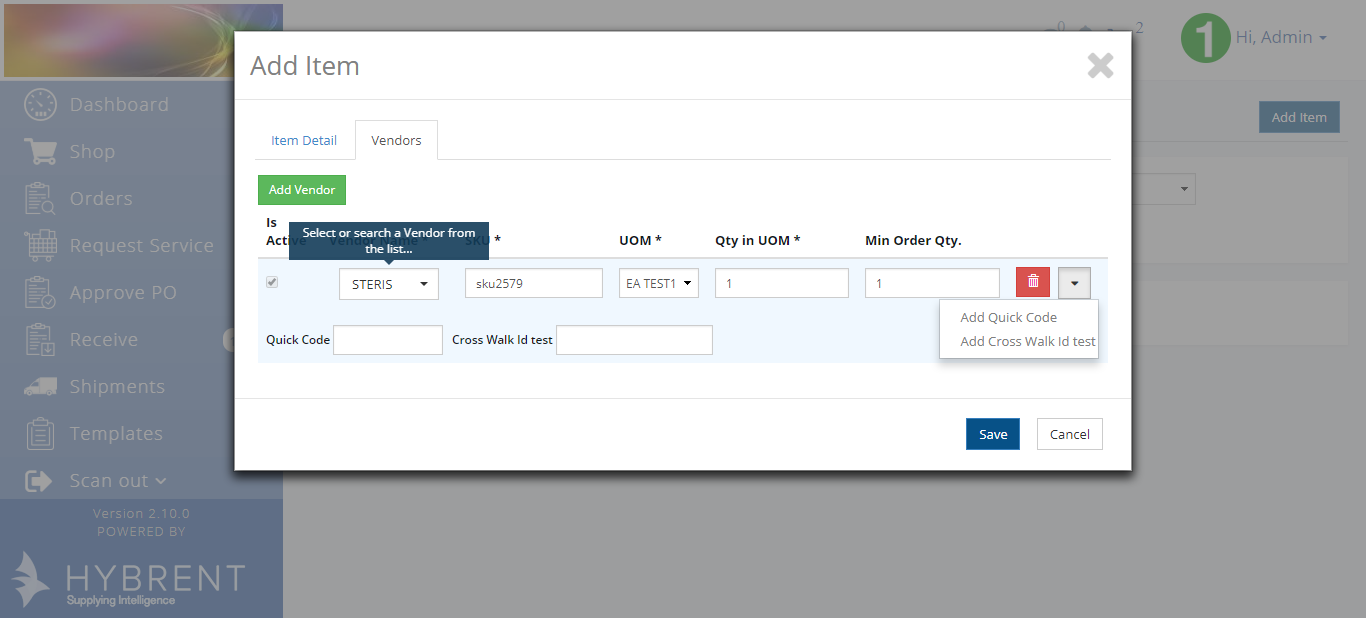 0
2
1
Hi, Admin
Dashboard
Shop
Orders
Request Service
Approve PO
Receive
Shipments
Templates
Scan out
Version 2.10.0
POWERED BY
HYBRENT
Supplying Intelligence
Add Item
Add Item
Item Detail
Vendors
Add Vendor
Is
Active
Select or search a Vendor from
the list...
Vendor Name *
SKU *
UOM *
Qty in UOM *
Min Order Qty.
STERIS
sku2579
EA TEST1
1
1
Add Quick Code
Add Cross Walk Id test
Quick Code
Cross Walk Id test
Save
Cancel